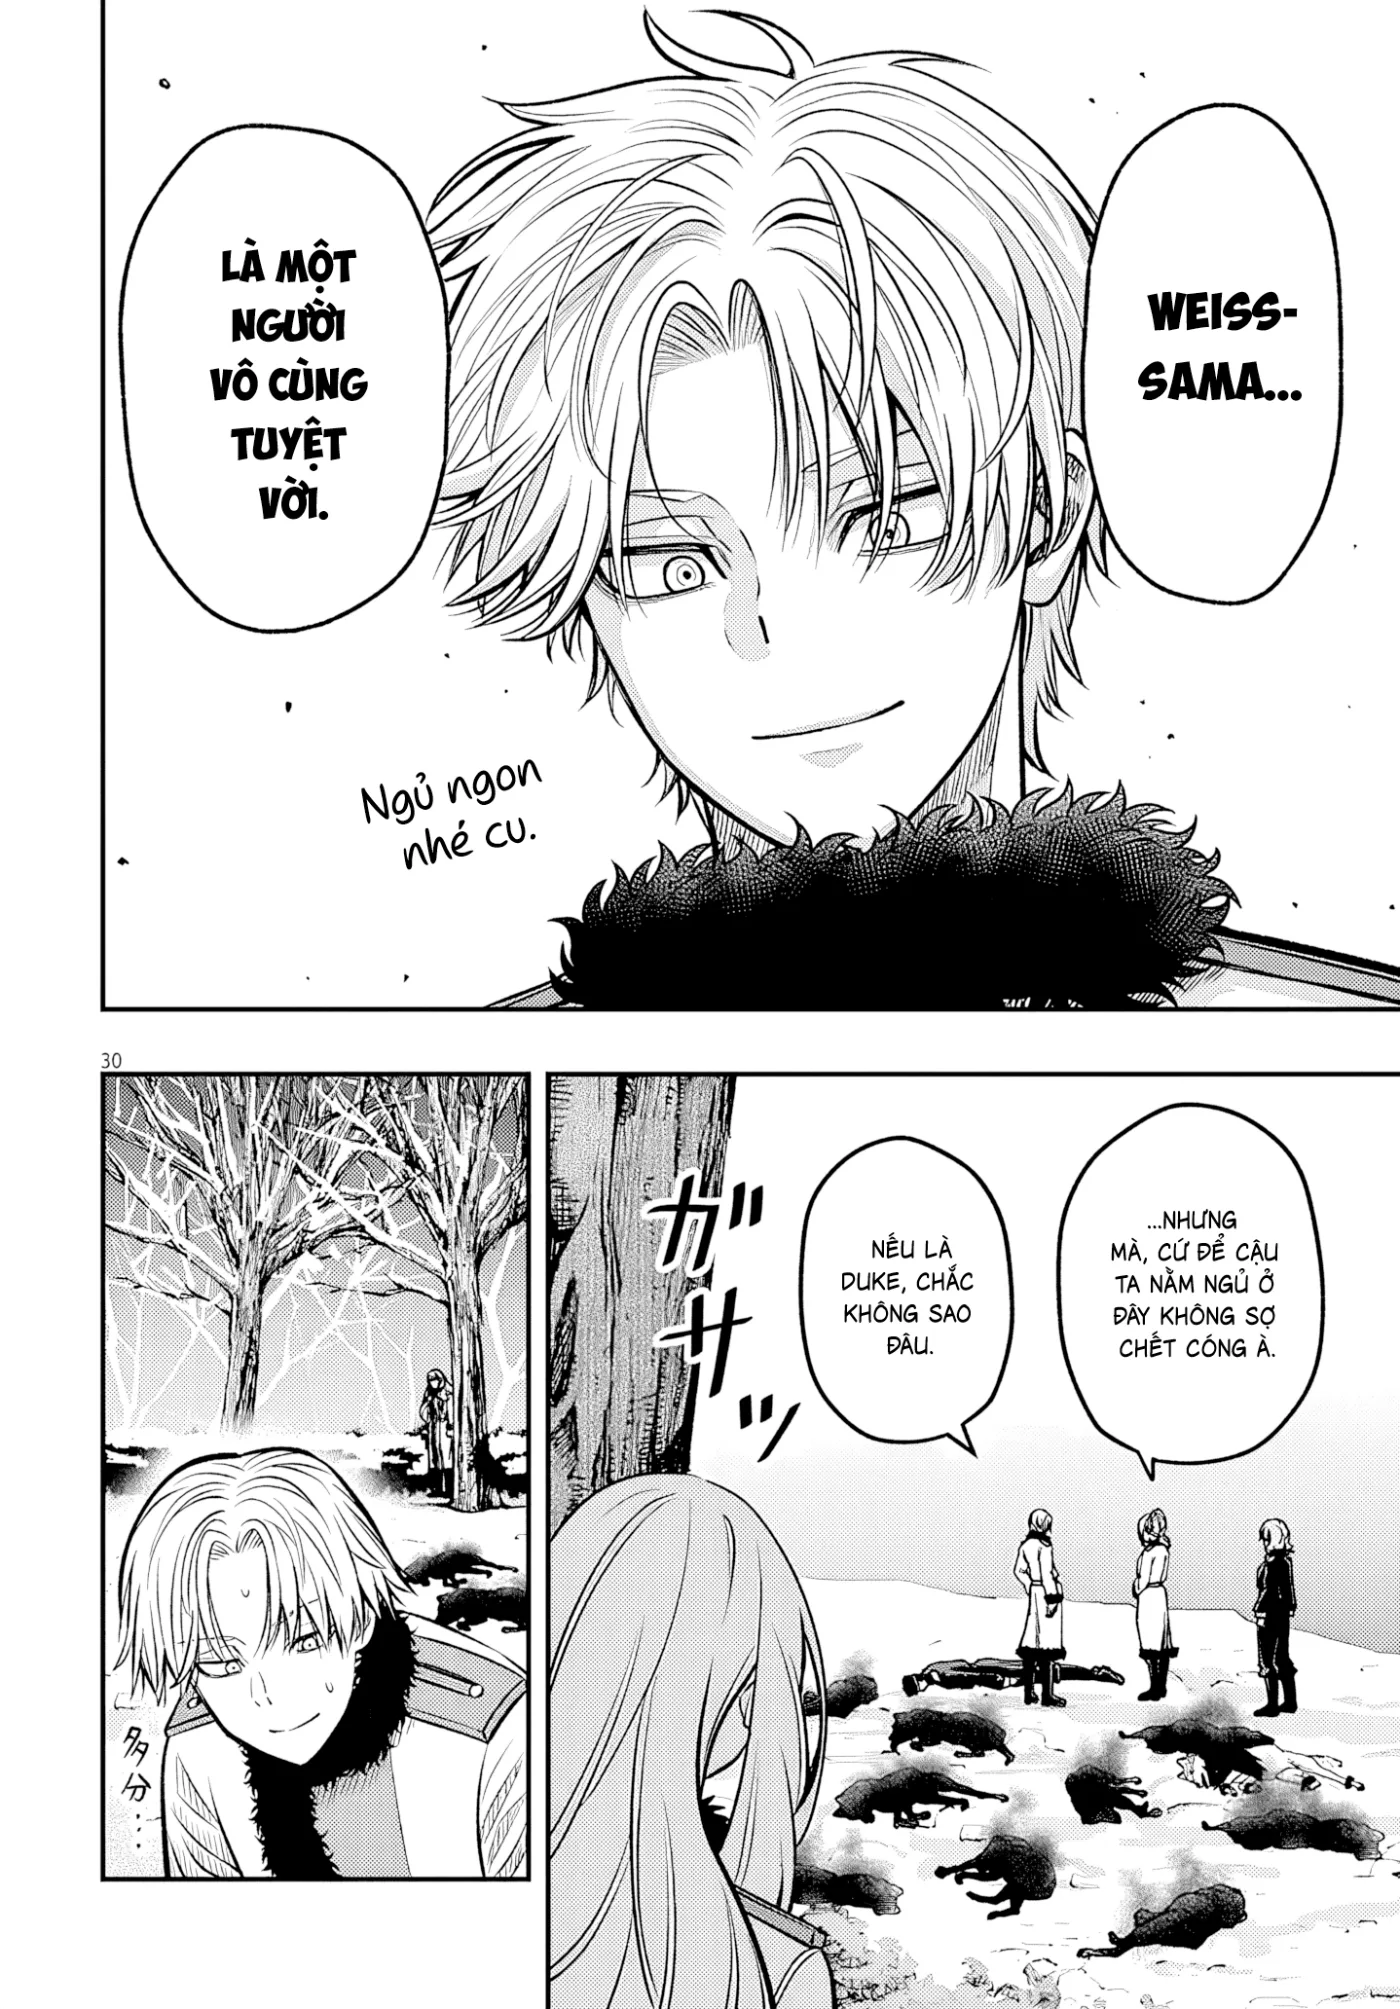 WEISS-
SAMA...
LÀ MỘT
NGƯỜI
VÔ CÙNG
TUYỆT
VỜI.
Ngủ ngon
nhé cu.
30
...NHƯNG
MÀ, CỨ ĐỂ CẬU
TA NẰM NGỦ Ở
ĐÂY KHÔNG SỢ
CHẾT CÓNG À.
NẾU LÀ
DUKE, CHẮC
KHÔNG SAO
ĐÂU.
ガサッ
多分...